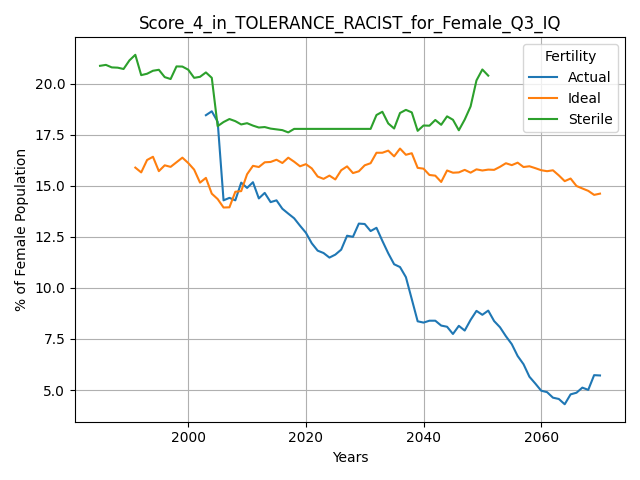 Score_4_in_TOLERANCE_RACIST_for_Female_Q3_IQ
% of Female Population
20.0
17.5
15.0
12.5
10.0
7.5
5.0
Fertility
Actual
Ideal
Sterile
2000
2020
2040
2060
Years